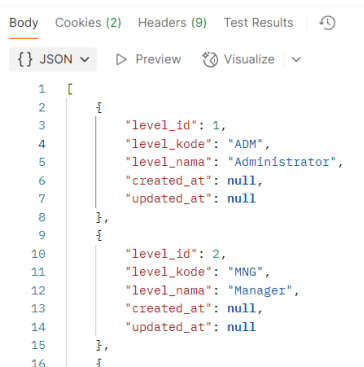 Body Cookies (2) Headers (9) Test Results
{} JSON Preview Visualize
1 [
2 {
3 "level_id": 1,
4 "level_kode": "ADM",
5 "level_nama": "Administrator",
6 "created_at": null,
7 "updated_at": null
8 },
9 {
10 "level_id": 2,
11 "level_kode": "MNG",
12 "level_nama": "Manager",
13 "created_at": null,
14 "updated_at": null
15 },
16 {